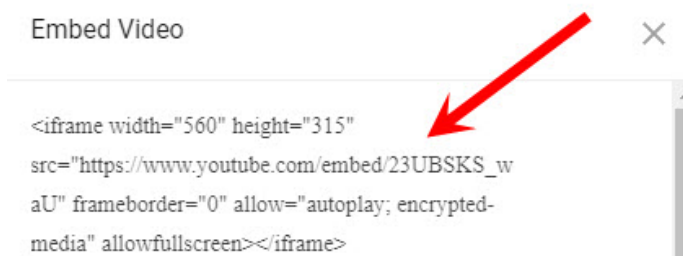 Embed Video
<iframe width="560" height="315"
src="https://www.youtube.com/embed/23UBSKS_w
aU" frameborder="0" allow="autoplay; encrypted-
media" allowfullscreen></iframe>